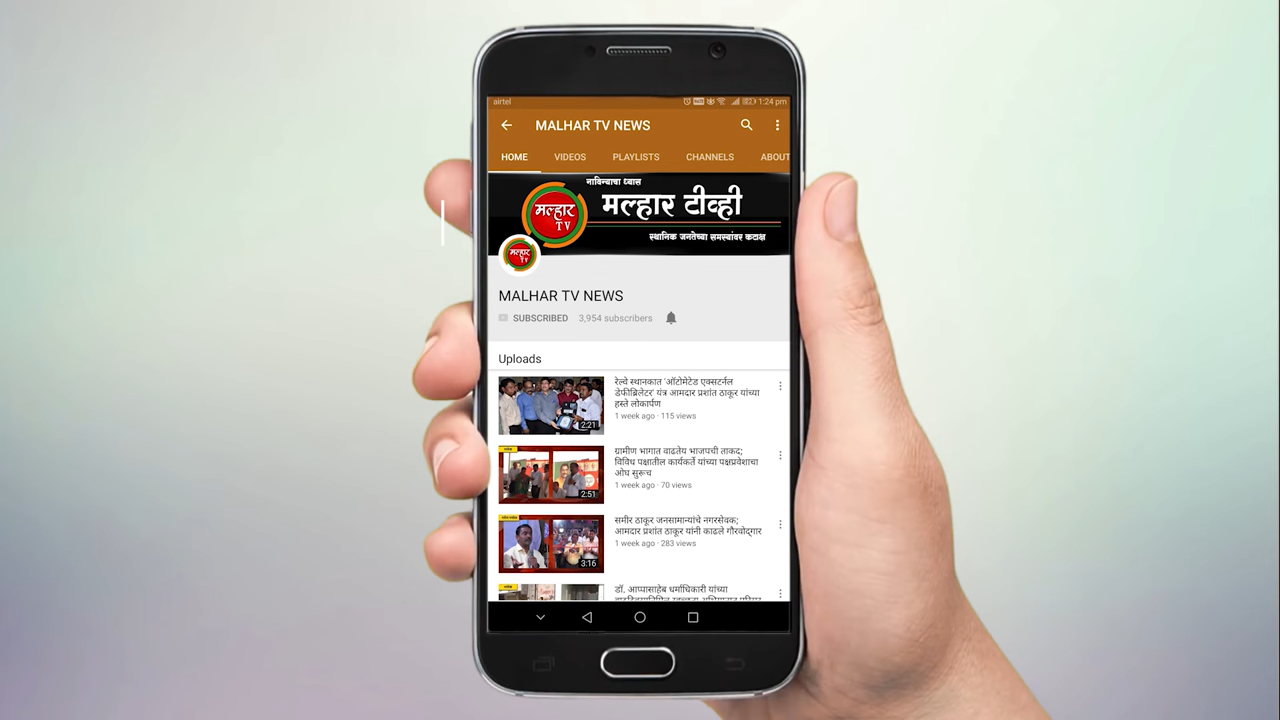 airtel
1:24 pm
MALHAR TV NEWS
HOME VIDEOS PLAYLISTS CHANNELS ABOUT
नाविन्याचा ध्यास
मल्हार टीव्ही
मल्हार
TV
स्थानिक जनतेच्या समस्यांवर कटाक्ष
मल्हार
TV
MALHAR TV NEWS
SUBSCRIBED 3,954 subscribers
Uploads
रेल्वे स्थानकात 'ऑटोमेटेड एक्सटर्नल
डेफीब्रिलेटर' यंत्र आमदार प्रशांत ठाकूर यांच्या
हस्ते लोकार्पण
1 week ago · 115 views
2:21
ग्रामीण भागात वाढतेय भाजपची ताकद;
विविध पक्षातील कार्यकर्ते यांच्या पक्षप्रवेशाचा
ओघ सुरूच
1 week ago · 70 views
2:51
समीर ठाकूर जनसामान्यांचे नगरसेवक;
आमदार प्रशांत ठाकूर यांनी काढले गौरवोद्गार
1 week ago · 283 views
3:16
डॉ. आप्पासाहेब धर्माधिकारी यांच्या